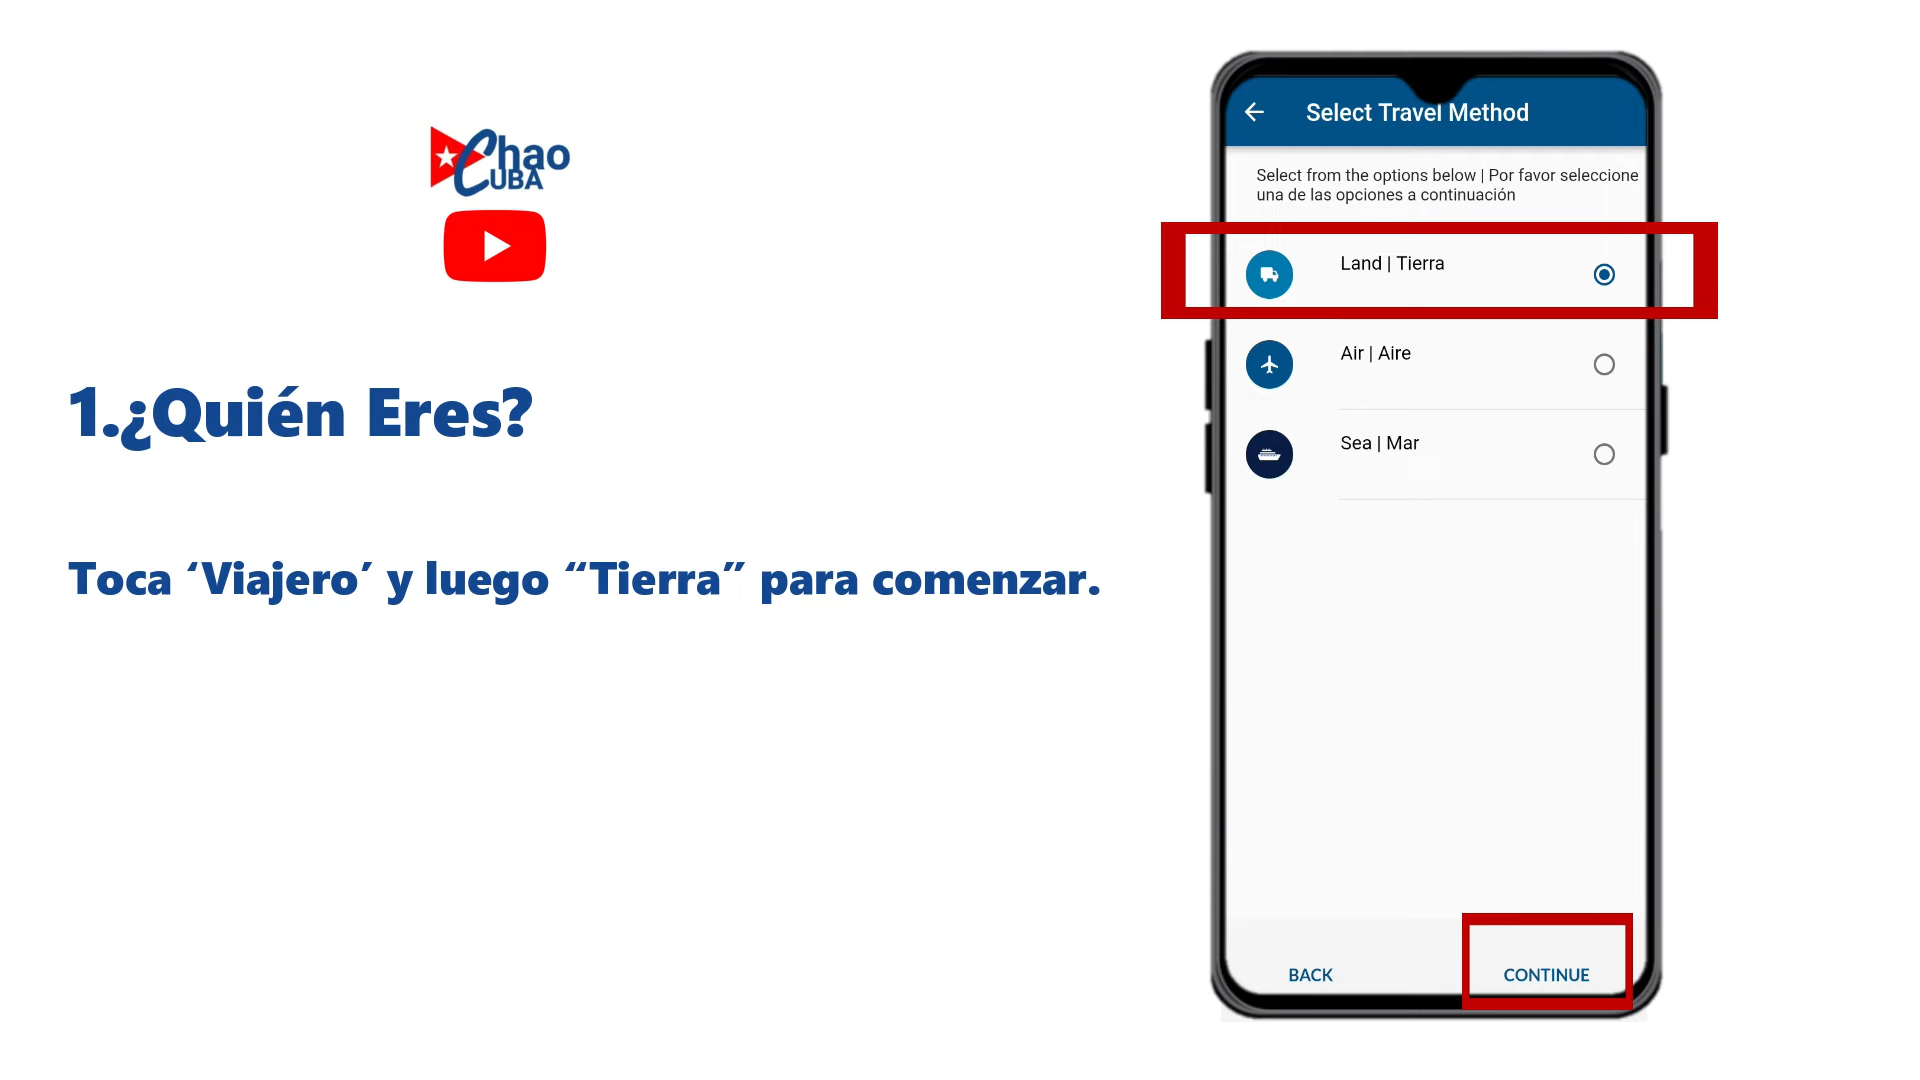 Chao
CUBA
1.¿Quién Eres?
Toca ‘Viajero’ y luego “Tierra” para comenzar.
Select Travel Method
Select from the options below | Por favor seleccione
una de las opciones a continuación
Land | Tierra
Air | Aire
Sea | Mar
BACK
CONTINUE